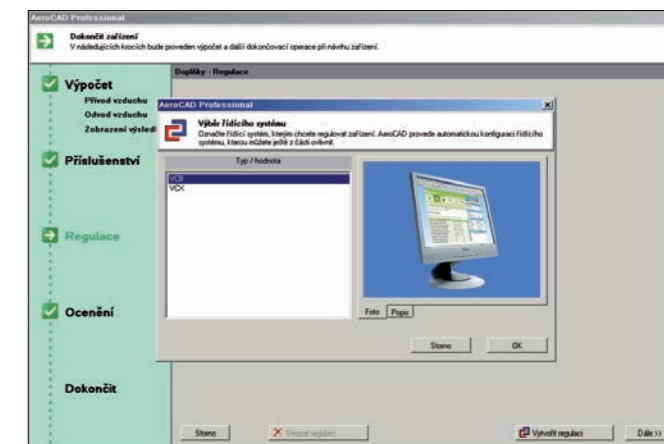 AeroCAD Professional
Dokončit zařízení
V následujících krocích bude proveden výpočet a další dokončovací operace při návrhu zařízení.
Výpočet
Přívod vzduchu
Odvod vzduchu
Zobrazení výsled
Příslušenství
Regulace
Ocenění
Dokončit
Doplňky - Regulace
AeroCAD Professional
Výběr řídícího systému
Označte řídící systém, kterým chcete regulovat zařízení. AeroCAD provede automatickou konfiguraci řídícího
systému, kterou můžete ještě z části ovlivnit.
Typ / hodnota
VCB
VCX
Foto
Popis
Storno
OK
Storno
Smazat regulaci
Vytvořit regulaci
Dále >>